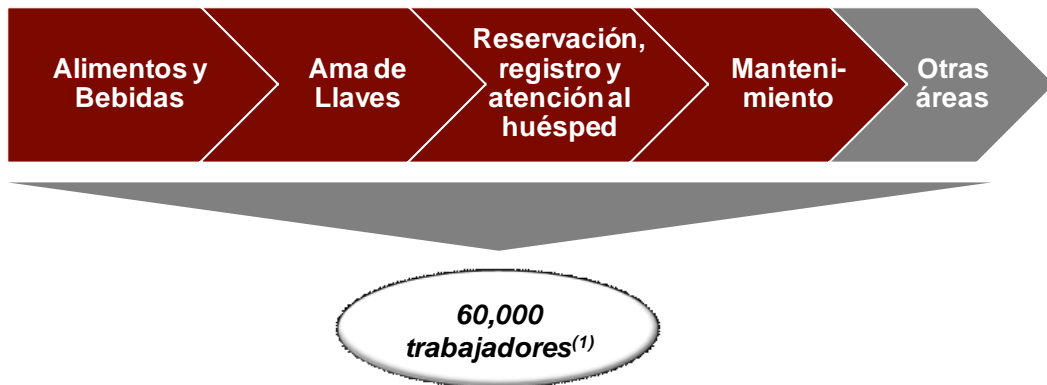 Alimentos y
Bebidas
Ama de
Llaves
Reservación,
registro y
atención al
huésped
Manteni-
miento
Otras
áreas
60,000
trabajadores(1)